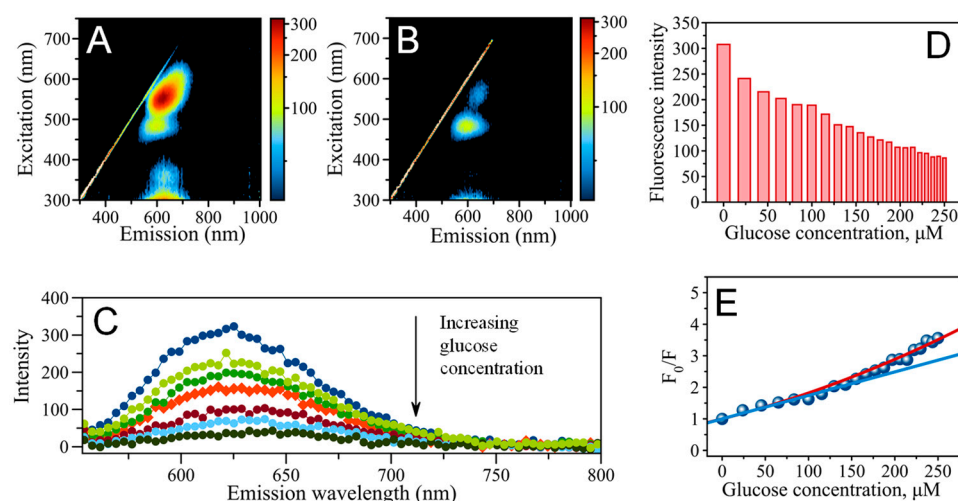 A
Excitation (nm)
700
600
500
400
300
400 600 800 1000
Emission (nm)
300
200
100
B
Excitation (nm)
700
600
500
400
300
400 600 800 1000
Emission (nm)
300
200
100
D
Fluorescence intensity
350
300
250
200
150
100
50
0
0 50 100 150 200 250
Glucose concentration, μM
C
Intensity
400
300
200
100
0
600 650 700 750 800
Emission wavelength (nm)
Increasing
glucose
concentration
E
F0/F
5
4
3
2
1
0
0 50 100 150 200 250
Glucose concentration, μM